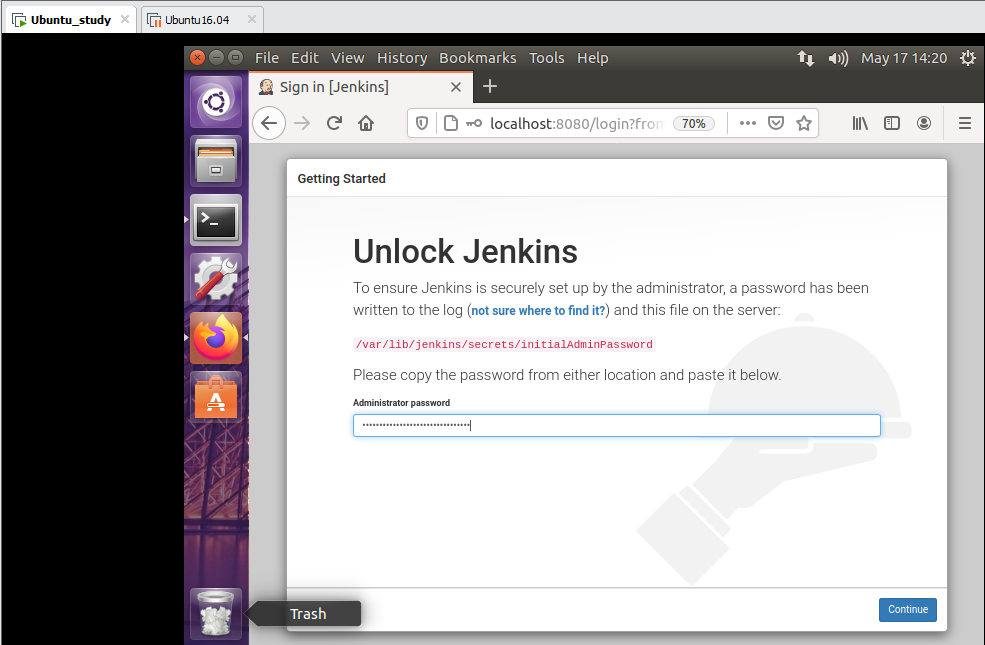 Ubuntu_study
Ubuntu16.04
File Edit View History Bookmarks Tools Help
May 17 14:20
Sign in [Jenkins]
localhost:8080/login?from
70%
Getting Started
Unlock Jenkins
To ensure Jenkins is securely set up by the administrator, a password has been
written to the log (not sure where to find it?) and this file on the server:
/var/lib/jenkins/secrets/initialAdminPassword
Please copy the password from either location and paste it below.
Administrator password
Trash
Continue